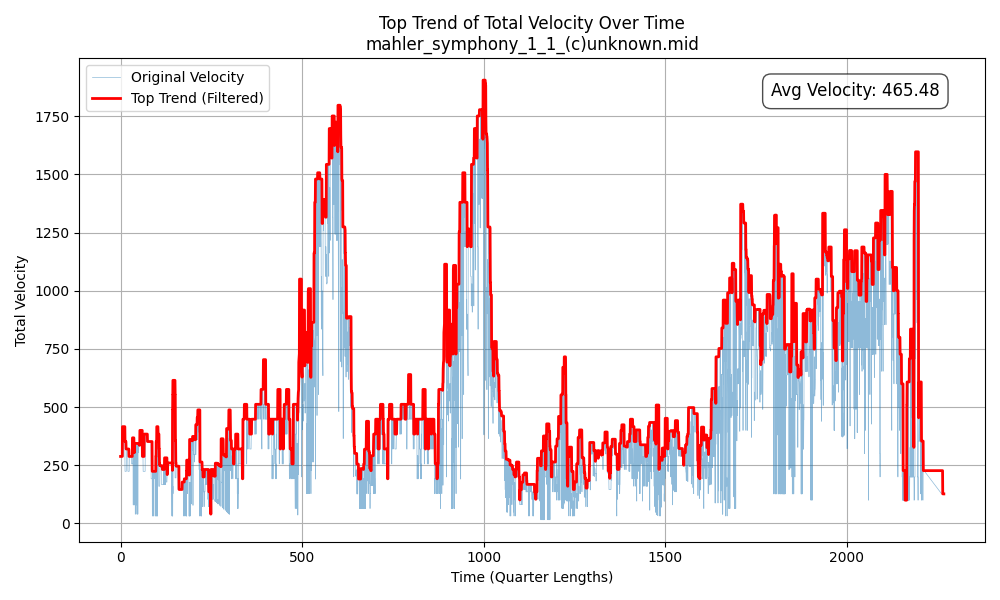 Top Trend of Total Velocity Over Time
mahler_symphony_1_1_(c)unknown.mid
Original Velocity
Top Trend (Filtered)
Avg Velocity: 465.48
Total Velocity
1750
1500
1250
1000
750
500
250
0
0
500
1000
1500
2000
Time (Quarter Lengths)